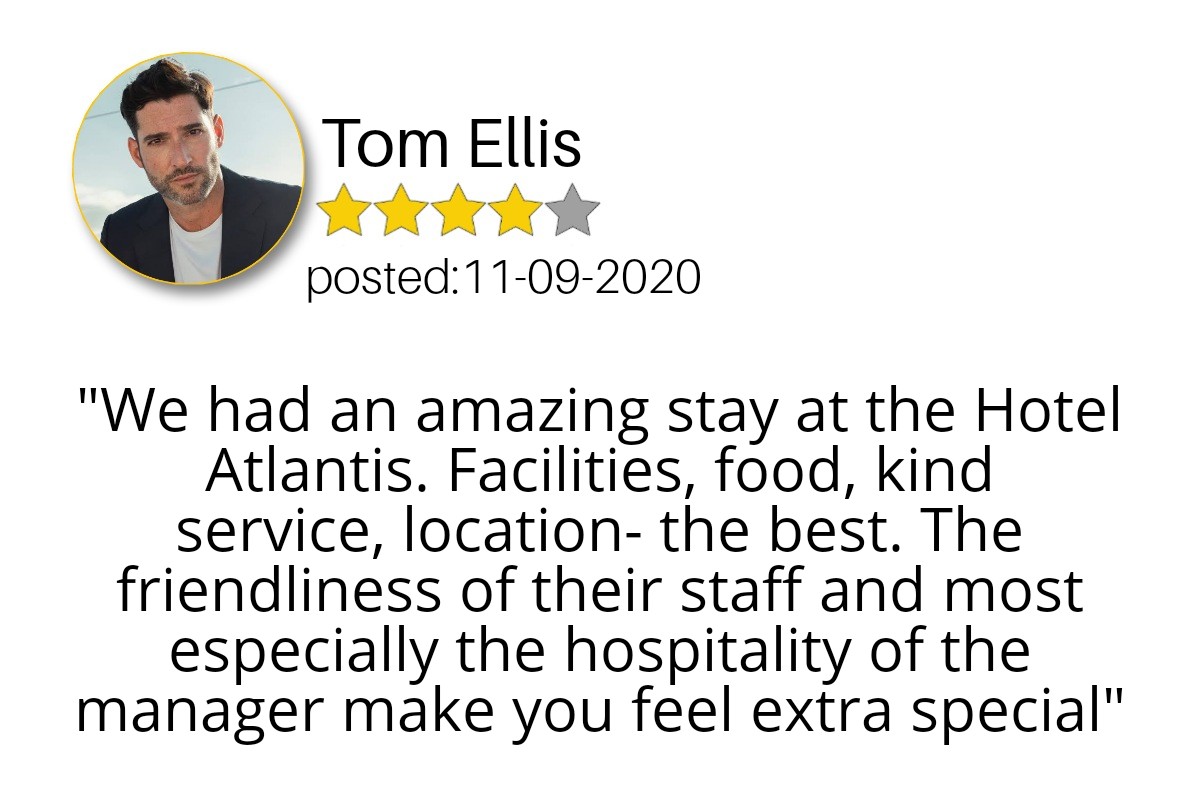 Tom Ellis
posted:11-09-2020
"We had an amazing stay at the Hotel
Atlantis. Facilities, food, kind
service, location- the best. The
friendliness of their staff and most
especially the hospitality of the
manager make you feel extra special"